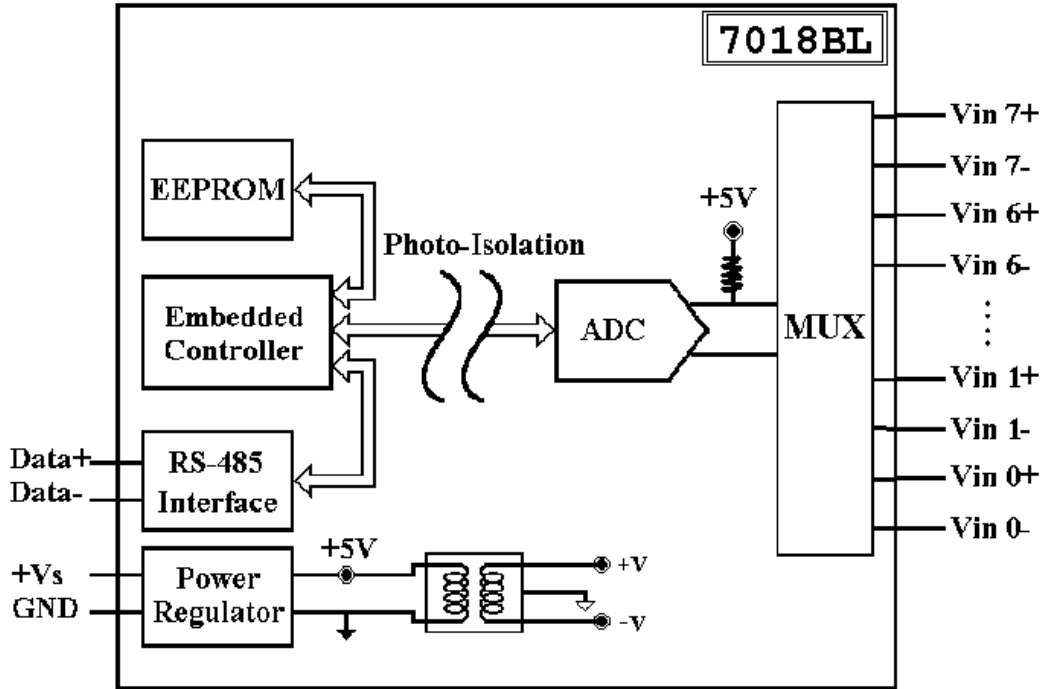 7018BL
EEPROM
Photo-Isolation
Embedded
Controller
ADC
+5V
MUX
Vin 7+
Vin 7-
Vin 6+
Vin 6-
Vin 1+
Vin 1-
Vin 0+
Vin 0-
Data+
Data-
RS-485
Interface
+Vs
GND
Power
Regulator
+5V
+V
-V